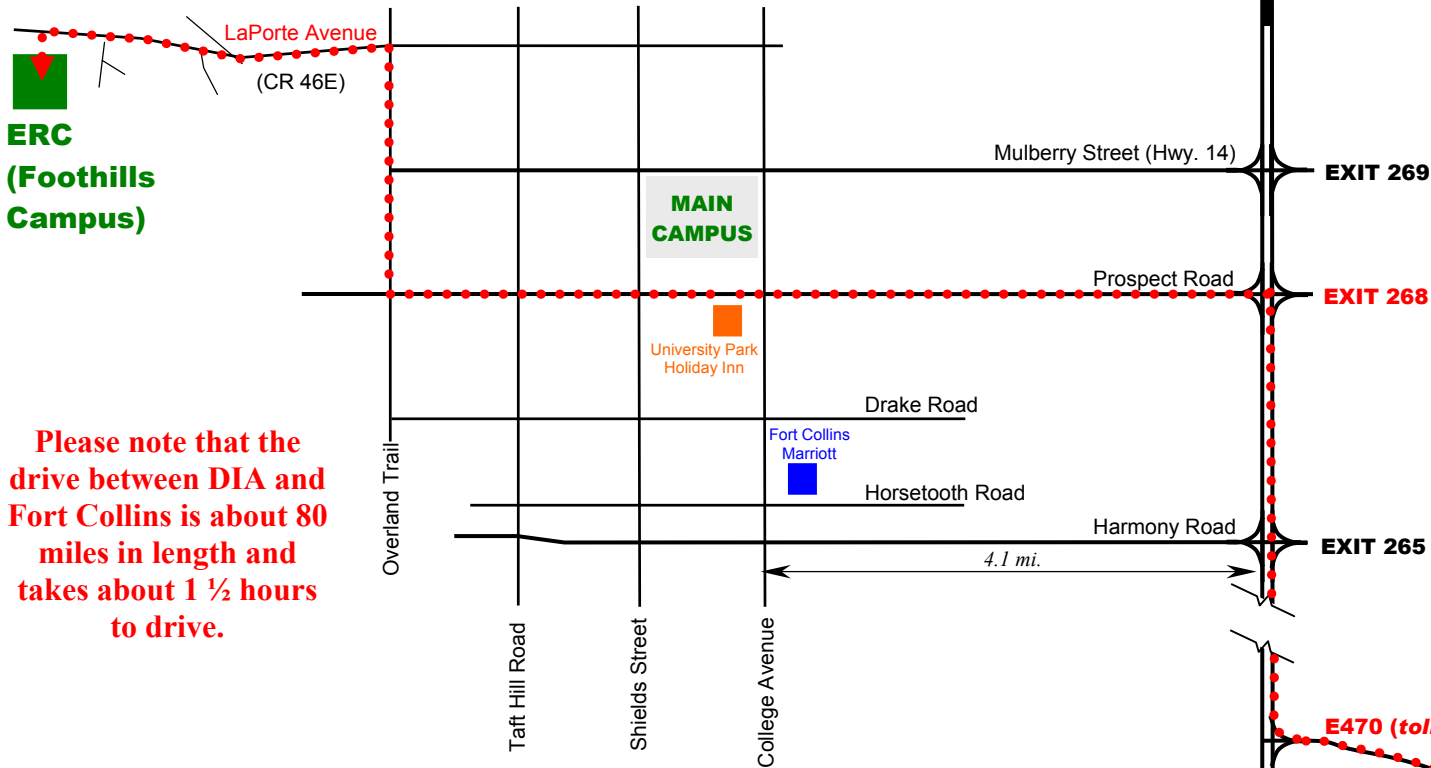 LaPorte Avenue
(CR 46E)
ERC
(Foothills
Campus)
Mulberry Street (Hwy. 14)
EXIT 269
MAIN
CAMPUS
Prospect Road
EXIT 268
University Park
Holiday Inn
Drake Road
Fort Collins
Marriott
Horsetooth Road
Harmony Road
EXIT 265
4.1 mi.
Please note that the
drive between DIA and
Fort Collins is about 80
miles in length and
takes about 1 ½ hours
to drive.
Overland Trail
Taft Hill Road
Shields Street
College Avenue
E470 (